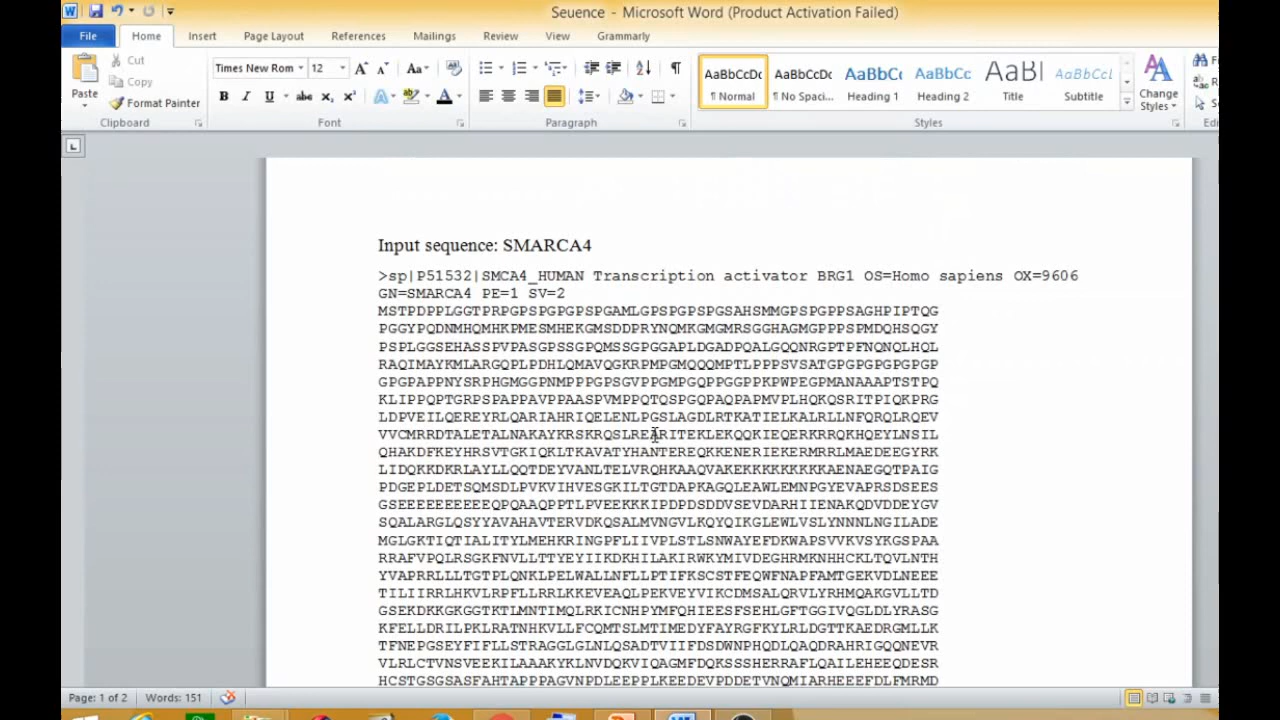 Seuence - Microsoft Word (Product Activation Failed)
File Home Insert Page Layout References Mailings Review View Grammarly
Cut
Copy
Paste
Format Painter
Times New Rom 12
AaBbCcDc AaBbCcDc AaBbC AaBbCc AaBl AaBbCcL
¶ Normal ¶ No Spaci... Heading 1 Heading 2 Title Subtitle
Change Styles
Clipboard Font Paragraph Styles
Input sequence: SMARCA4
>sp|P51532|SMCA4_HUMAN Transcription activator BRG1 OS=Homo sapiens OX=9606
GN=SMARCA4 PE=1 SV=2
MSTPDPPLGGTPRPGPSPGPGPSPGAMLGPSPGPSPGSAHSMMGPSPGPPSAGHPIPTQG
PGGYPQDNMHQMHKPMESMHEKGMSDDPRYNQMKGMGMRSGGHAGMGPPPSPMDQHSQGY
PSPLGGSEHASSPVPASGPSSGPQMSSGPGGAPLDGADPQALGQQNRGPTPFNQNQLHQL
RAQIMAYKMLARGQPLPDHLQMAVQGKRPMPGMQQQMPTLPPPSVSATGPGPGPGPGPGP
GPGPAPPNYSRPHGMGGPNMPPPGPSGVPPGMPGQPPGGPPKPWPEGPMANAAAPTSTPQ
KLIPPQPTGRPSPAPPAVPPAASPVMPPQTQSPGQPAQPAPMVPLHQKQSRITPIQKPRG
LDPVEILQEREYRLQARIAHRIQELENLPGSLAGDLRTKATIELKALRLLNFQRQLRQEV
VVCMRRDTALETALNAKAYKRSKRQSLREARITEKLEKQQKIEQERKRRQKHQEYLNSIL
QHAKDFKEYHRSVTGKIQKLTKAVATYHANTEREQKKENERIEKERMRRLMAEDEEGYRK
LIDQKKDKRLAYLLQQTDEYVANLTELVRQHKAAQVAKEKKKKKKKKKAENAEGQTPAIG
PDGEPLDETSQMSDLPVKVIHVESGKILTGTDAPKAGQLEAWLEMNPGYEVAPRSDSEES
GSEEEEEEEEEEQPQAAQPPTLPVEEKKKIPDPDSDDVSEVDARHIIENAKQDVDDEYGV
SQALARGLQSYYAVAHAVTERVDKQSALMVNGVLKQYQIKGLEWLVSLYNNNLNGILADE
MGLGKTIQTIALITYLMEHKRINGPFLIIVPLSTLSNWAYEFDKWAPSVVKVSYKGSPAA
RRAFVPQLRSGKFNVLLTTYEYIIKDKHILAKIRWKYMIVDEGHRMKNHHCKLTQVLNTH
YVAPRRLLLTGTPLQNKLPELWALLNFLLPTIFKSCSTFEQWFNAPFAMTGEKVDLNEEE
TILIIRRLHKVLRPFLLRRLKKEVEAQLPEKVEYVIKCDMSALQRVLYRHMQAKGVLLTD
GSEKDKKGKGGTKTLMNTIMQLRKICNHPYMFQHIEESFSEHLGFTGGIVQGLDLYRASG
KFELLDRILPKLRATNHKVLLFCQMTSLMTIMEDYFAYRGFKYLRLDGTTKAEDRGMLLK
TFNEPGSEYFIFLLSTRAGGLGLNLQSADTVIIFDSDWNPHQDLQAQDRAHRIGQQNEVR
VLRLCTVNSVEEKILAAAKYKLNVDQKVIQAGMFDQKSSSHERRAFLQAILEHEEQDESR
HCSTGSGSASFAHTAPPPAGVNPDLEEPPLKEEDEVPDDETVNQMIARHEEEFDLFMRMD
Page: 1 of 2 Words: 151